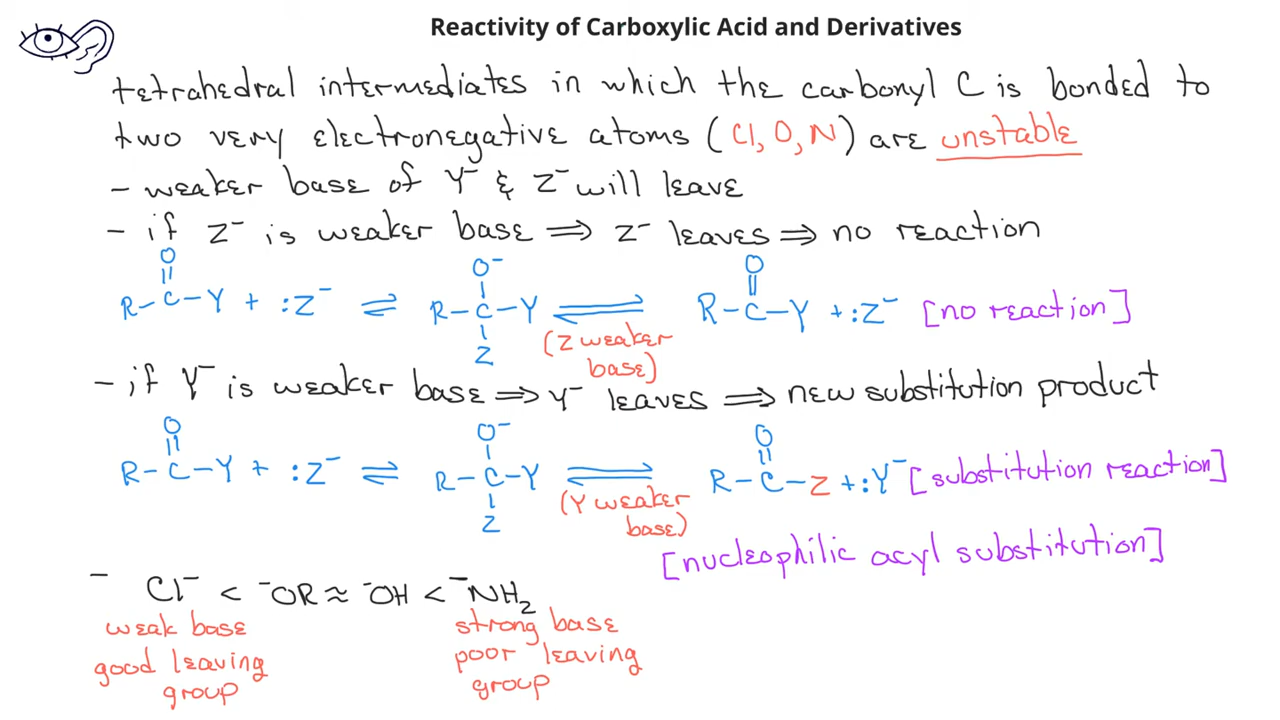 Reactivity of Carboxylic Acid and Derivatives
tetrahedral intermediates in which the carbonyl C is bonded to
two very electronegative atoms (Cl, O, N) are unstable
- weaker base of Y⁻ & Z⁻ will leave
- if Z⁻ is weaker base ⇒ Z⁻ leaves ⇒ no reaction
O O⁻ O
R-C-Y + :Z⁻ ⇌ R-C-Y ⇌ R-C-Y + :Z⁻ [no reaction]
Z (Z weaker
base)
- if Y⁻ is weaker base ⇒ Y⁻ leaves ⇒ new substitution product
O O⁻ O
R-C-Y + :Z⁻ ⇌ R-C-Y ⇌ R-C-Z + :Y⁻ [substitution reaction]
Z (Y weaker
base)
[nucleophilic acyl substitution]
- Cl⁻ < ⁻OR ≈ ⁻OH < ⁻NH₂
weak base strong base
good leaving poor leaving
group group